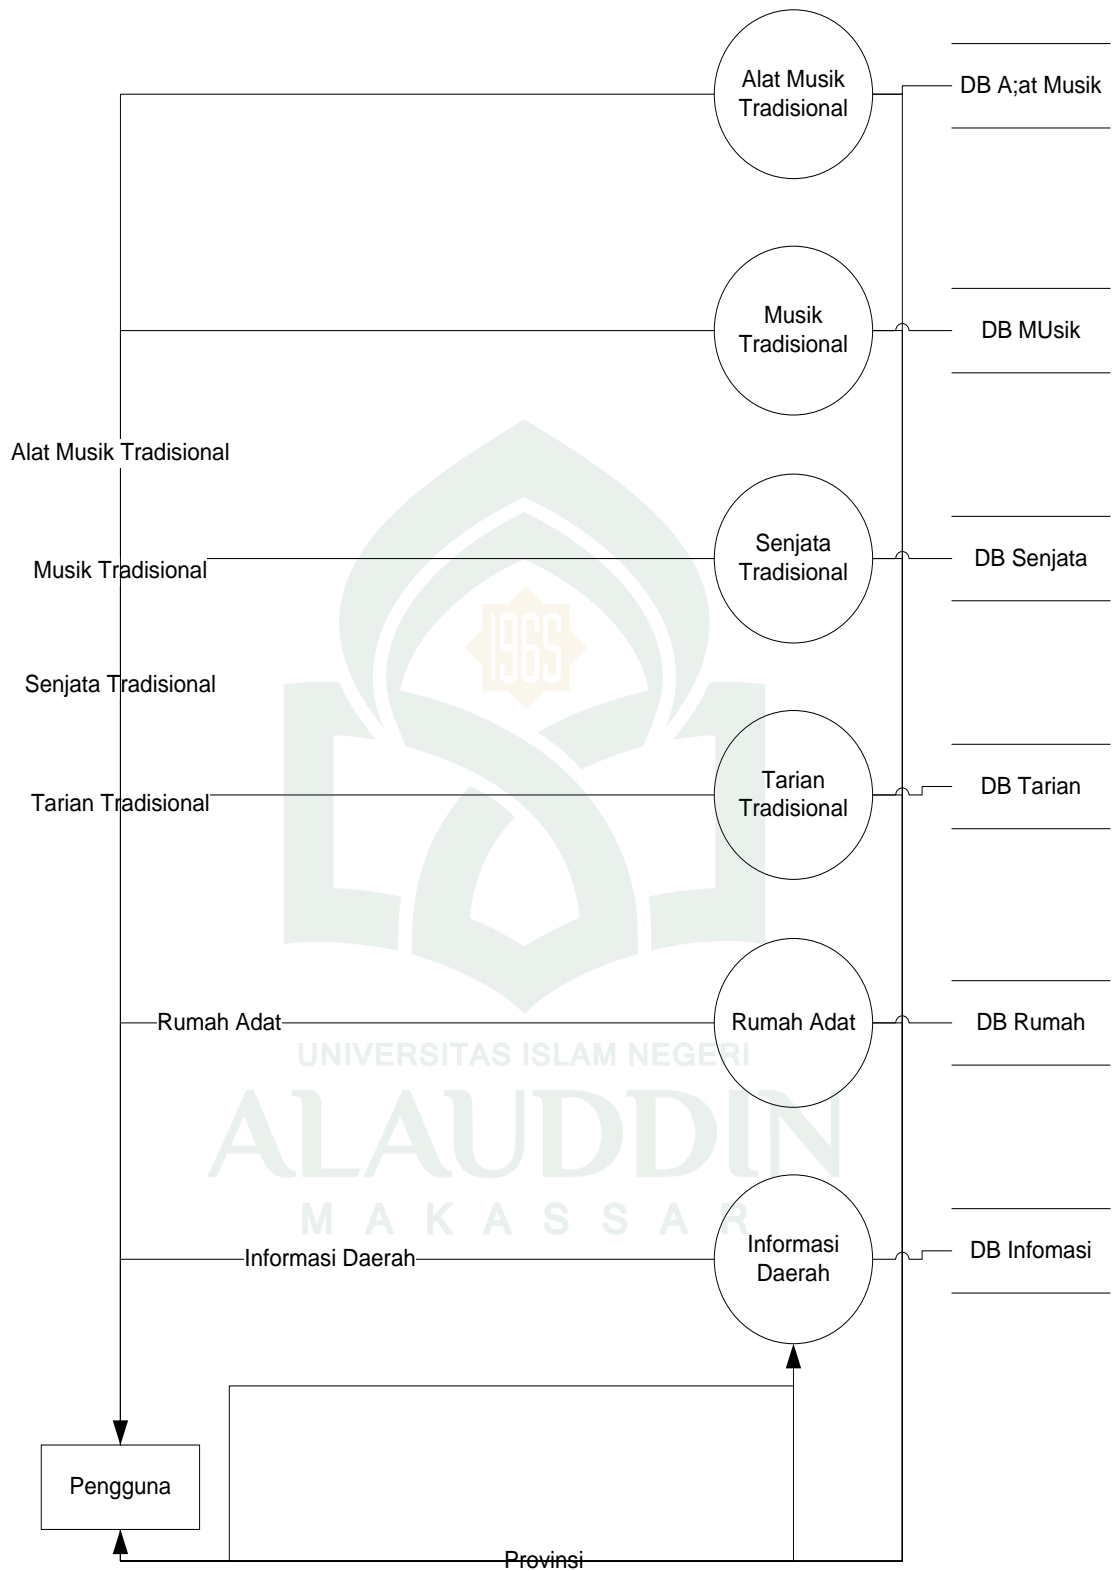 Alat Musik
Tradisional
DB A;at Musik
Musik
Tradisional
DB MUsik
Alat Musik Tradisional
Senjata
Tradisional
DB Senjata
Musik Tradisional
1965
Senjata Tradisional
Tarian
Tradisional
DB Tarian
Tarian Tradisional
Rumah Adat
Rumah Adat
DB Rumah
UNIVERSITAS ISLAM NEGERI
ALAUDDIN
MAKASSAR
Informasi Daerah
Informasi
Daerah
DB Infomasi
Pengguna
Provinsi